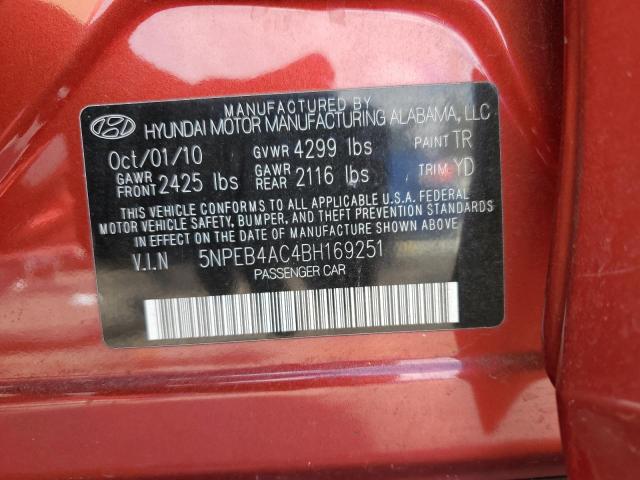 MANUFACTURED BY
HYUNDAI MOTOR MANUFACTURING ALABAMA, LLC
Oct/01/10 GVWR 4299 lbs PAINT TR
GAWR FRONT 2425 lbs GAWR REAR 2116 lbs TRIM YD
THIS VEHICLE CONFORMS TO ALL APPLICABLE U.S.A. FEDERAL
MOTOR VEHICLE SAFETY, BUMPER, AND THEFT PREVENTION STANDARDS
IN EFFECT ON THE DATE OF MANUFACTURE SHOWN ABOVE.
V.I.N 5NPEB4AC4BH169251
PASSENGER CAR